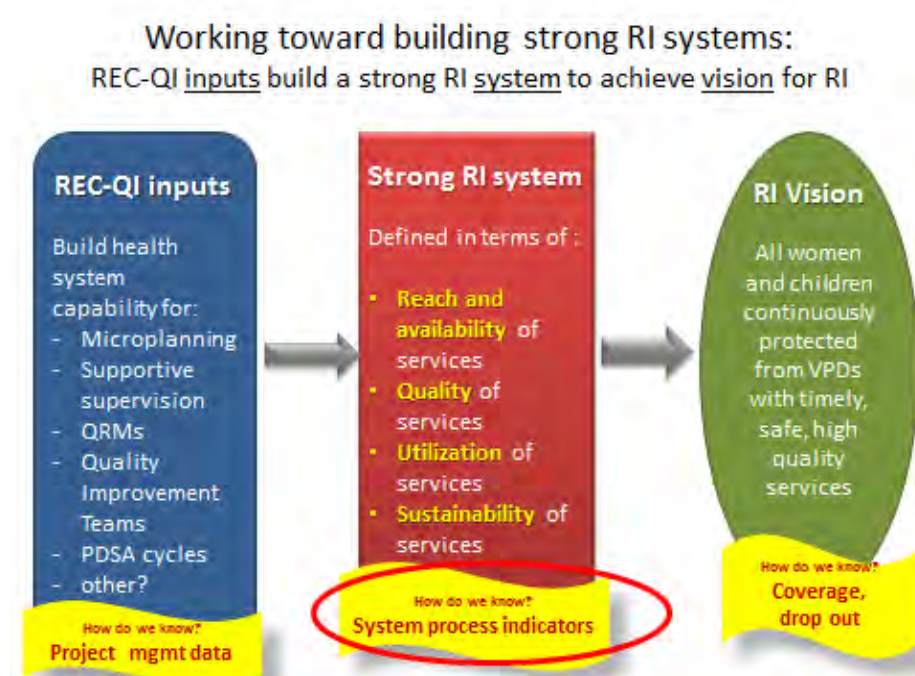 Working toward building strong RI systems:
REC-QI inputs build a strong RI system to achieve vision for RI
REC-QI inputs
Build health
system
capability for:
- Microplanning
- Supportive
supervision
- QRMs
- Quality
Improvement
Teams
- PDSA cycles
- other?
How do we know?
Project mgmt data
Strong RI system
Defined in terms of :
• Reach and
availability of
services
• Quality of
services
• Utilization of
services
• Sustainability of
services
How do we know?
System process indicators
RI Vision
All women
and children
continuously
protected
from VPDs
with timely,
safe, high
quality
services
How do we know?
Coverage,
drop out